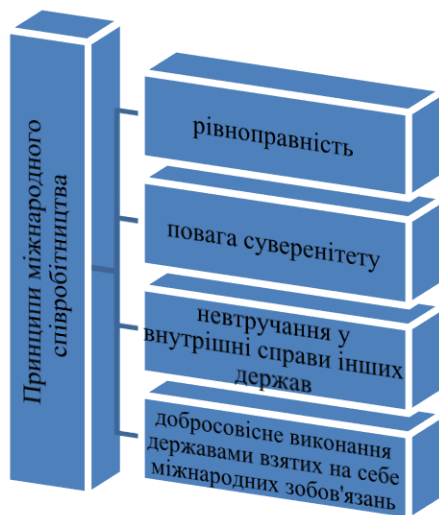 Принципи міжнародного
співробітництва
рівноправність
повага суверенітету
невтручання у
внутрішні справи інших
держав
добросовісне виконання
державами взятих на себе
міжнародних зобов'язань